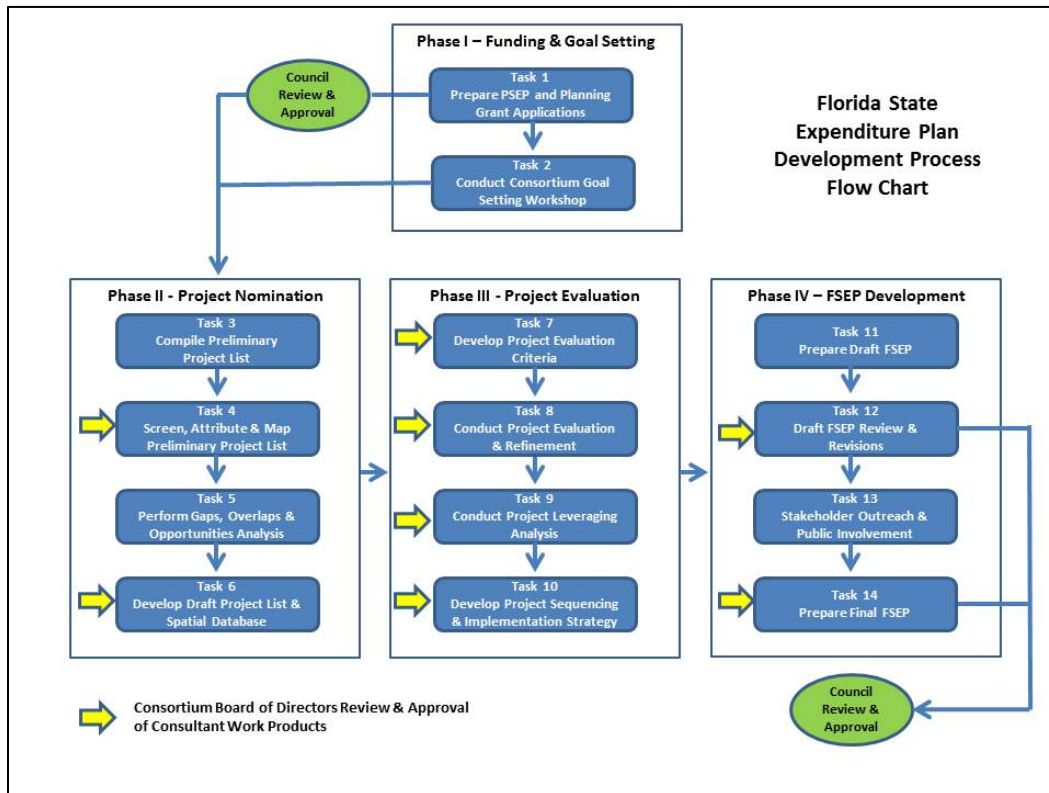 Phase I – Funding & Goal Setting
Council
Review &
Approval
Task 1
Prepare PSEP and Planning
Grant Applications
Task 2
Conduct Consortium Goal
Setting Workshop
Florida State
Expenditure Plan
Development Process
Flow Chart
Phase II - Project Nomination
Task 3
Compile Preliminary
Project List
Task 4
Screen, Attribute & Map
Preliminary Project List
Task 5
Perform Gaps, Overlaps &
Opportunities Analysis
Task 6
Develop Draft Project List &
Spatial Database
Phase III - Project Evaluation
Task 7
Develop Project Evaluation
Criteria
Task 8
Conduct Project Evaluation
& Refinement
Task 9
Conduct Project Leveraging
Analysis
Task 10
Develop Project Sequencing
& Implementation Strategy
Phase IV – FSEP Development
Task 11
Prepare Draft FSEP
Task 12
Draft FSEP Review &
Revisions
Task 13
Stakeholder Outreach &
Public Involvement
Task 14
Prepare Final FSEP
Consortium Board of Directors Review & Approval
of Consultant Work Products
Council
Review &
Approval